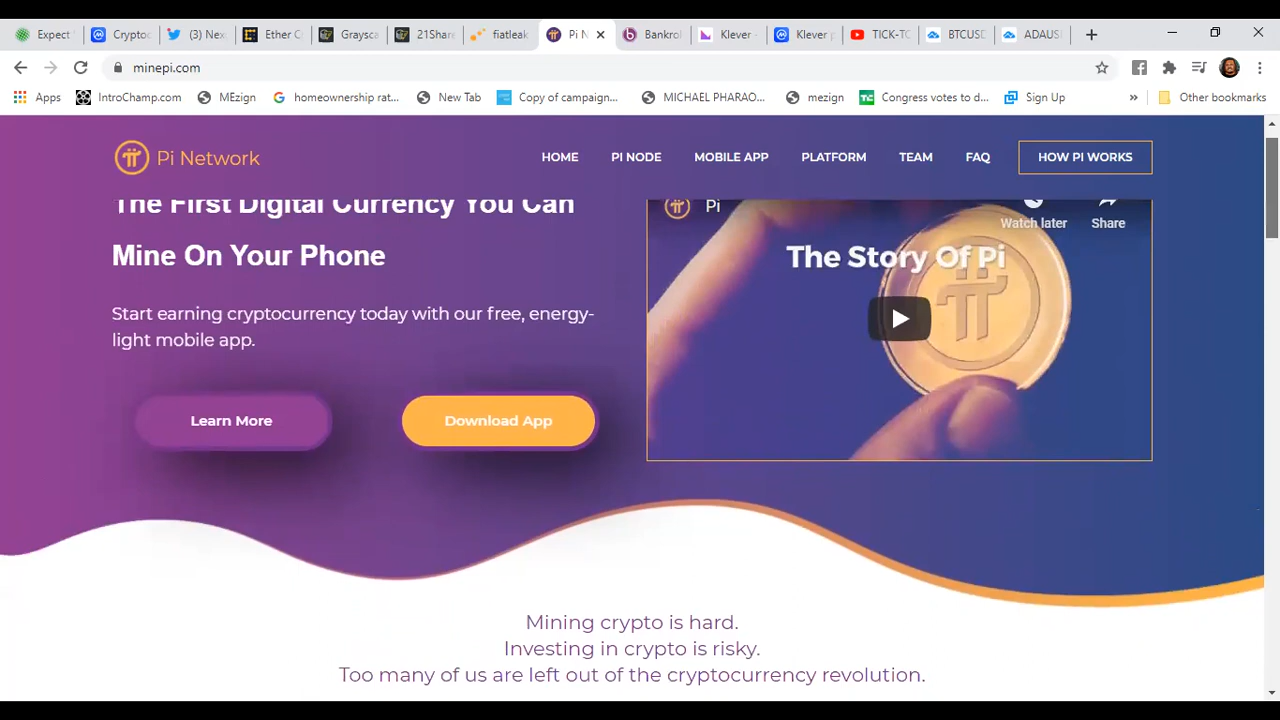 Expect
Cryptoc
(3) Nex
Ether C
Graysca
21Share
fiatleak
Pi N
Bankrol
Klever -
Klever p
TICK-TO
BTCUSD
ADAUSD
minepi.com
Apps
IntroChamp.com
MEzign
homeownership rat...
New Tab
Copy of campaign...
MICHAEL PHARAO...
mezign
Congress votes to d...
Sign Up
»
Other bookmarks
Pi Network
HOME
PI NODE
MOBILE APP
PLATFORM
TEAM
FAQ
HOW PI WORKS
The First Digital Currency You Can
Mine On Your Phone
Start earning cryptocurrency today with our free, energy-
light mobile app.
Learn More
Download App
Pi
Watch later
Share
The Story Of Pi
Mining crypto is hard.
Investing in crypto is risky.
Too many of us are left out of the cryptocurrency revolution.